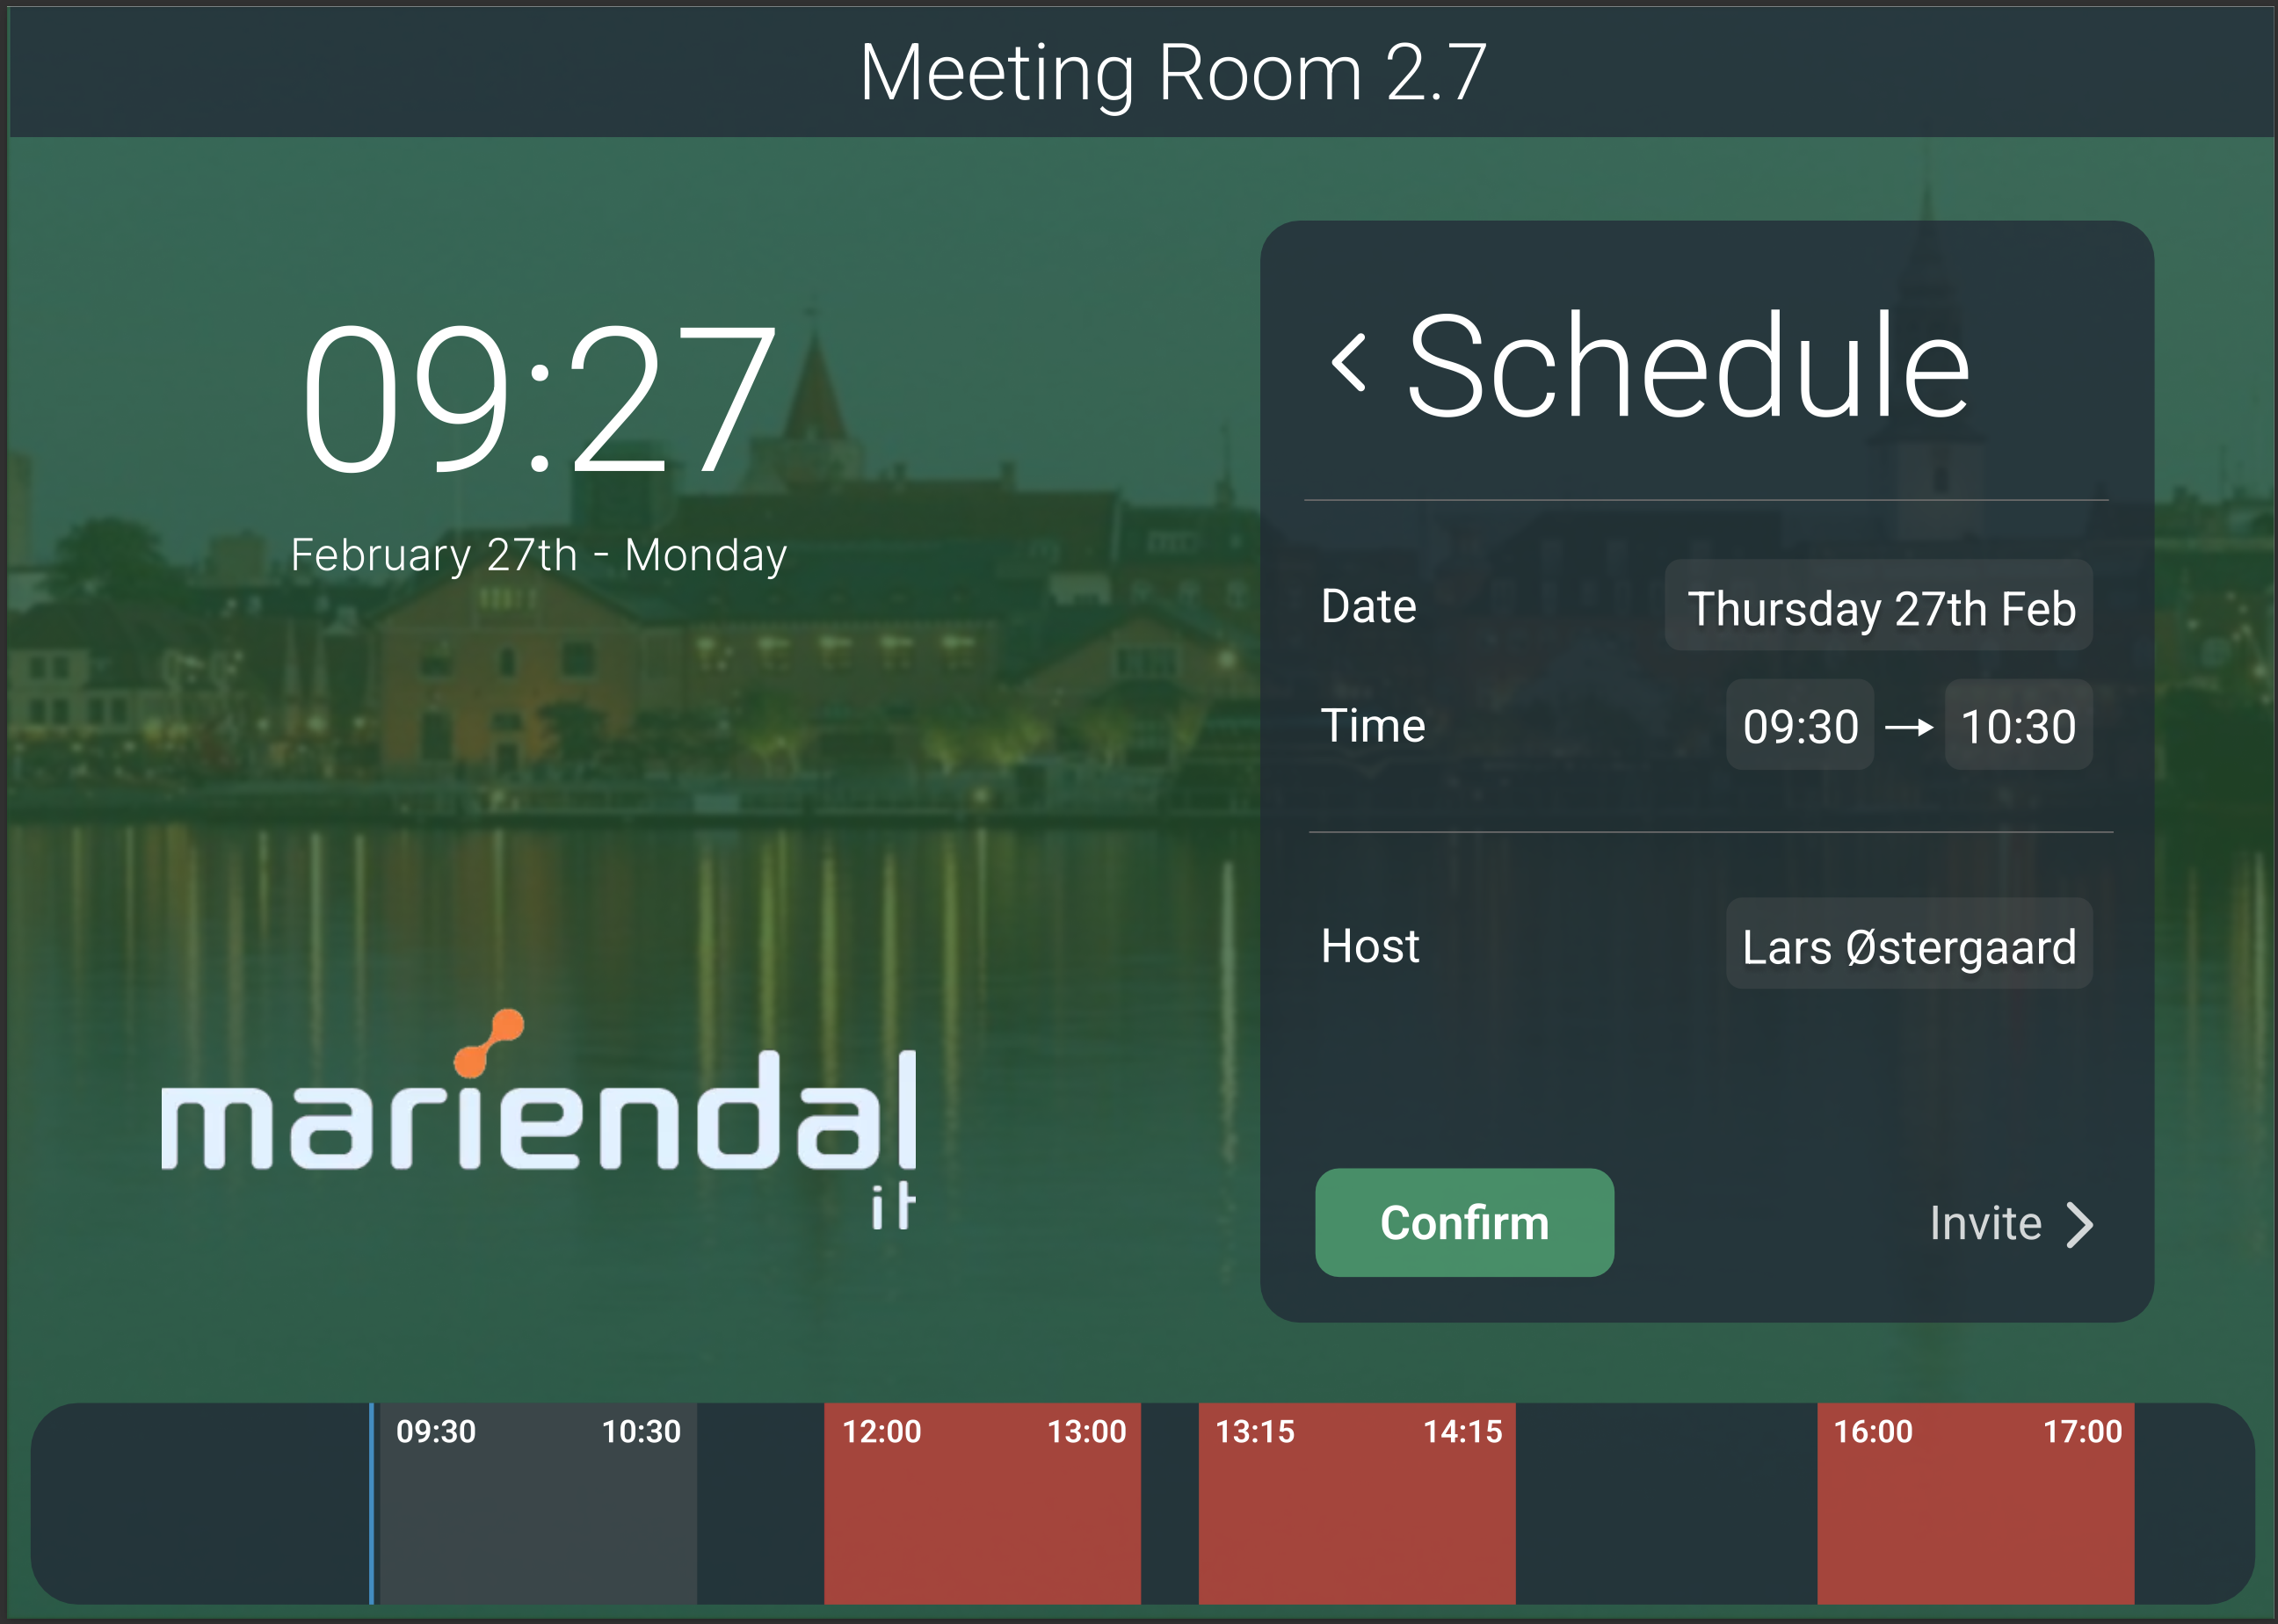 Meeting Room 2.7
09:27
February 27th - Monday
mariendal
it
Schedule
Date Thursday 27th Feb
Time 09:30 10:30
Host Lars Østergaard
Confirm Invite
09:30 10:30 12:00 13:00 13:15 14:15 16:00 17:00